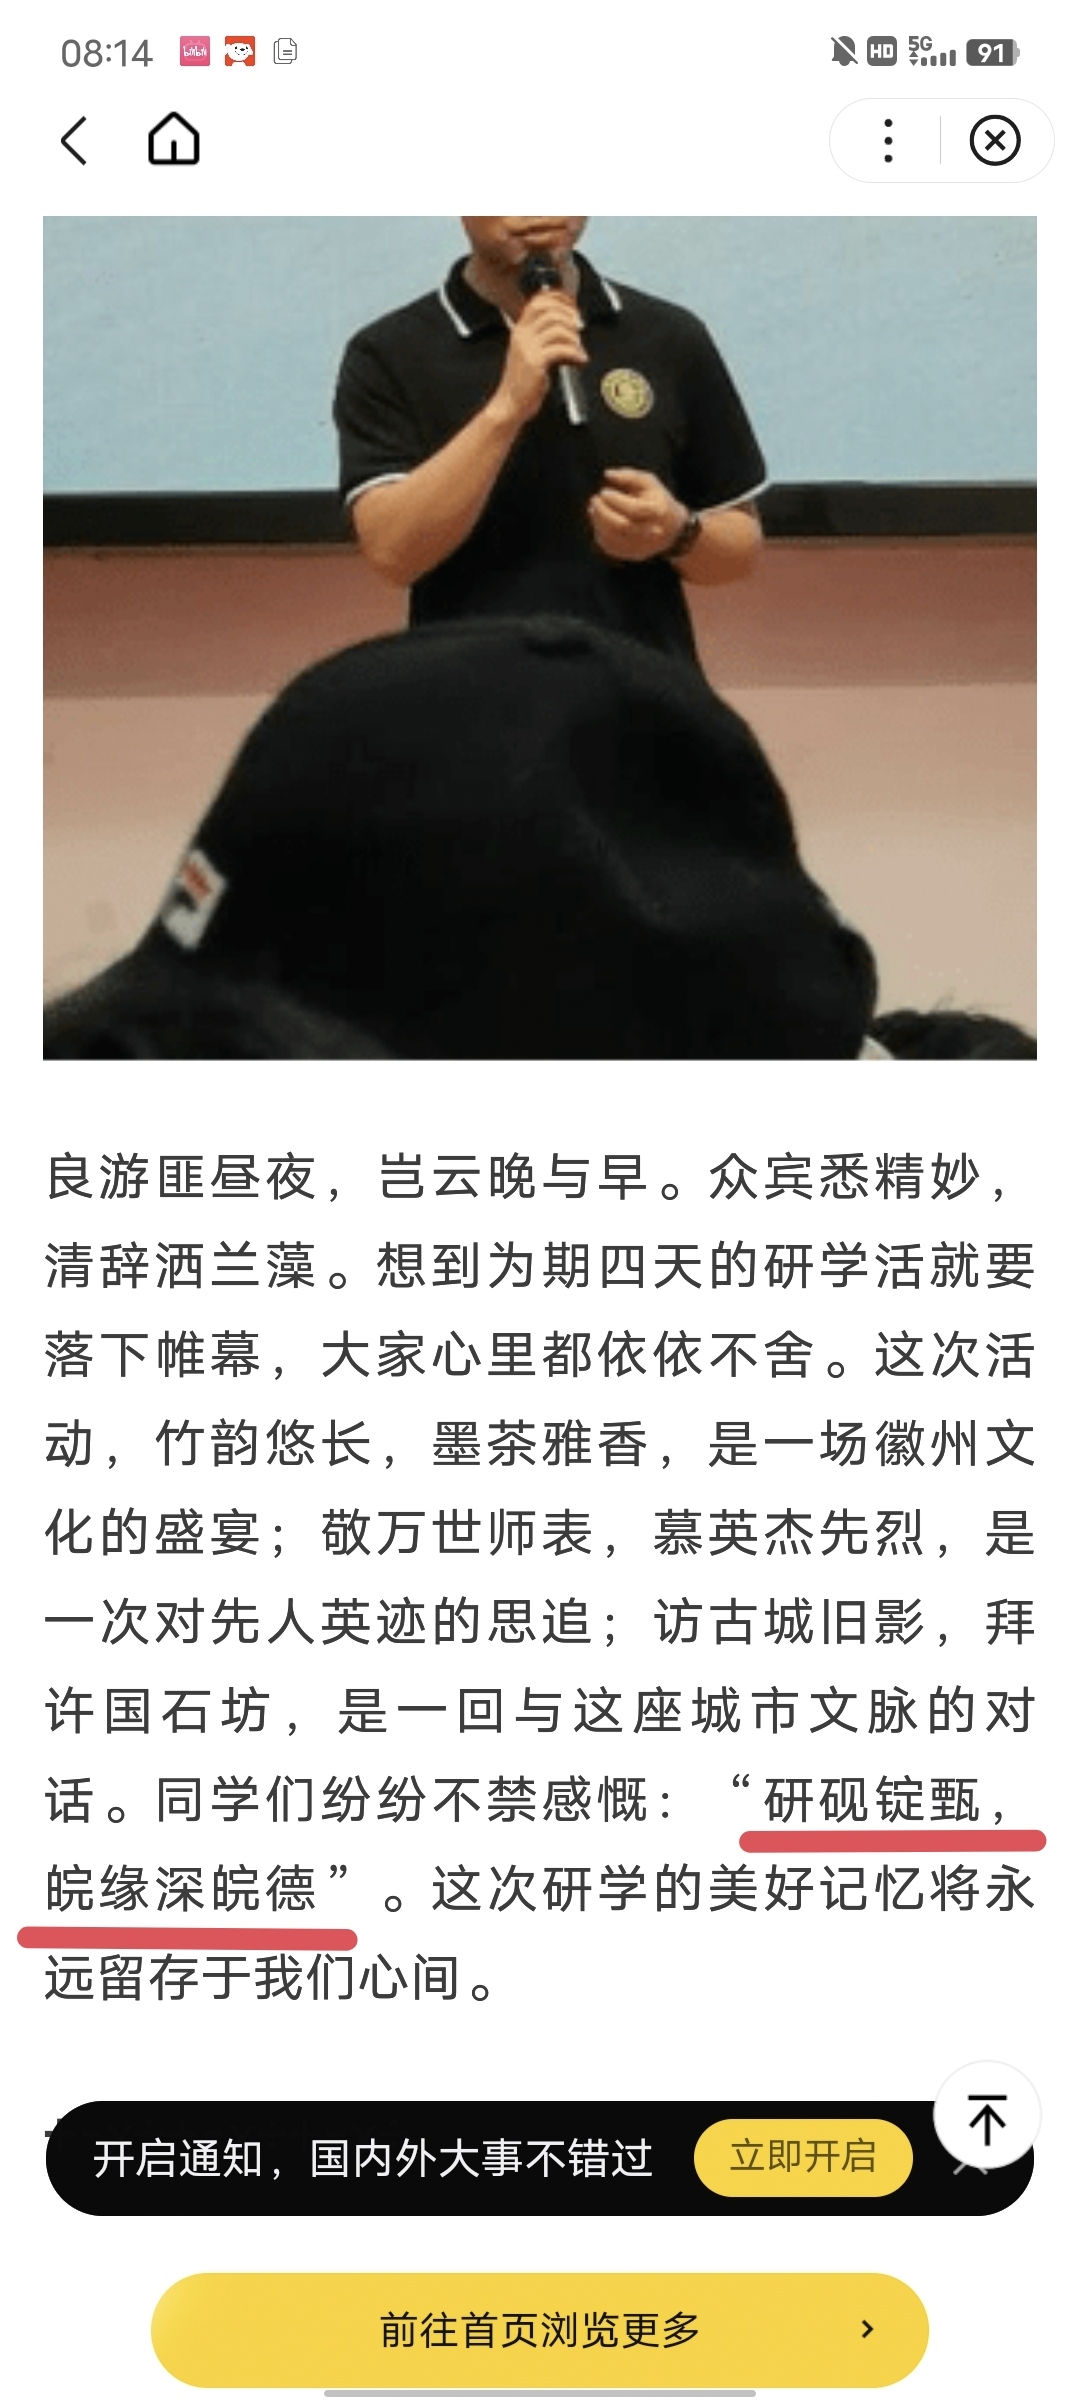 08:14
HD 5G 91
良游匪昼夜，岂云晚与早。众宾悉精妙，
清辞洒兰藻。想到为期四天的研学活就要
落下帷幕，大家心里都依依不舍。这次活
动，竹韵悠长，墨茶雅香，是一场徽州文
化的盛宴；敬万世师表，慕英杰先烈，是
一次对先人英迹的思追；访古城旧影，拜
许国石坊，是一回与这座城市文脉的对
话。同学们纷纷不禁感慨：“研砚锭甄，
皖缘深皖德”。这次研学的美好记忆将永
远留存于我们心间。
开启通知，国内外大事不错过 立即开启
前往首页浏览更多